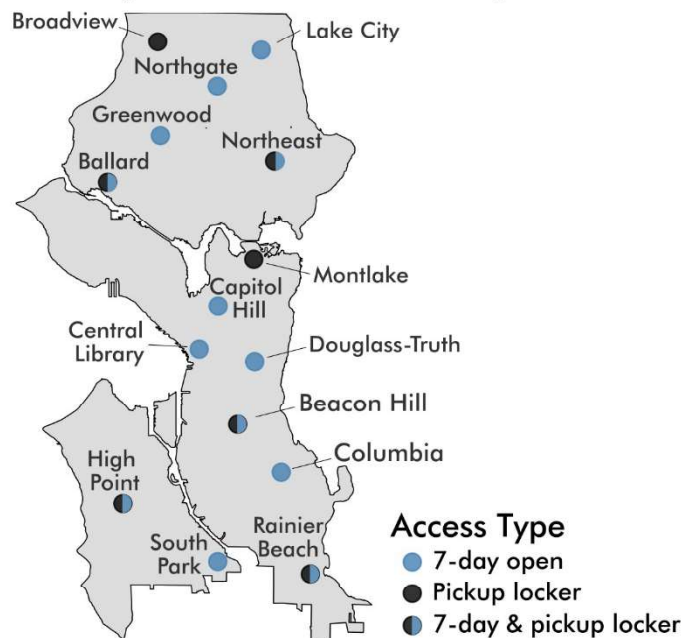 Broadview
Lake City
Northgate
Greenwood
Northeast
Ballard
Montlake
Capitol
Hill
Central
Library
Douglass-Truth
Beacon Hill
Columbia
High
Point
South
Park
Rainier
Beach
Access Type
7-day open
Pickup locker
7-day & pickup locker